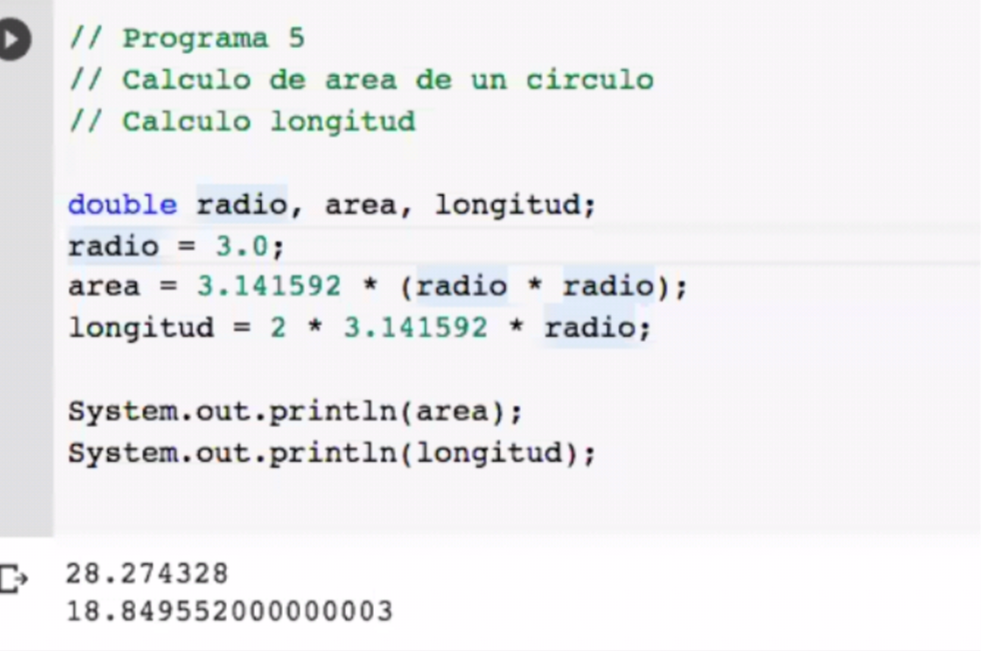 // Programa 5
// Calculo de area de un circulo
// Calculo longitud
double radio, area, longitud;
radio = 3.0;
area = 3.141592 * (radio * radio);
longitud = 2 * 3.141592 * radio;
System.out.println(area);
System.out.println(longitud);
28.274328
18.849552000000003